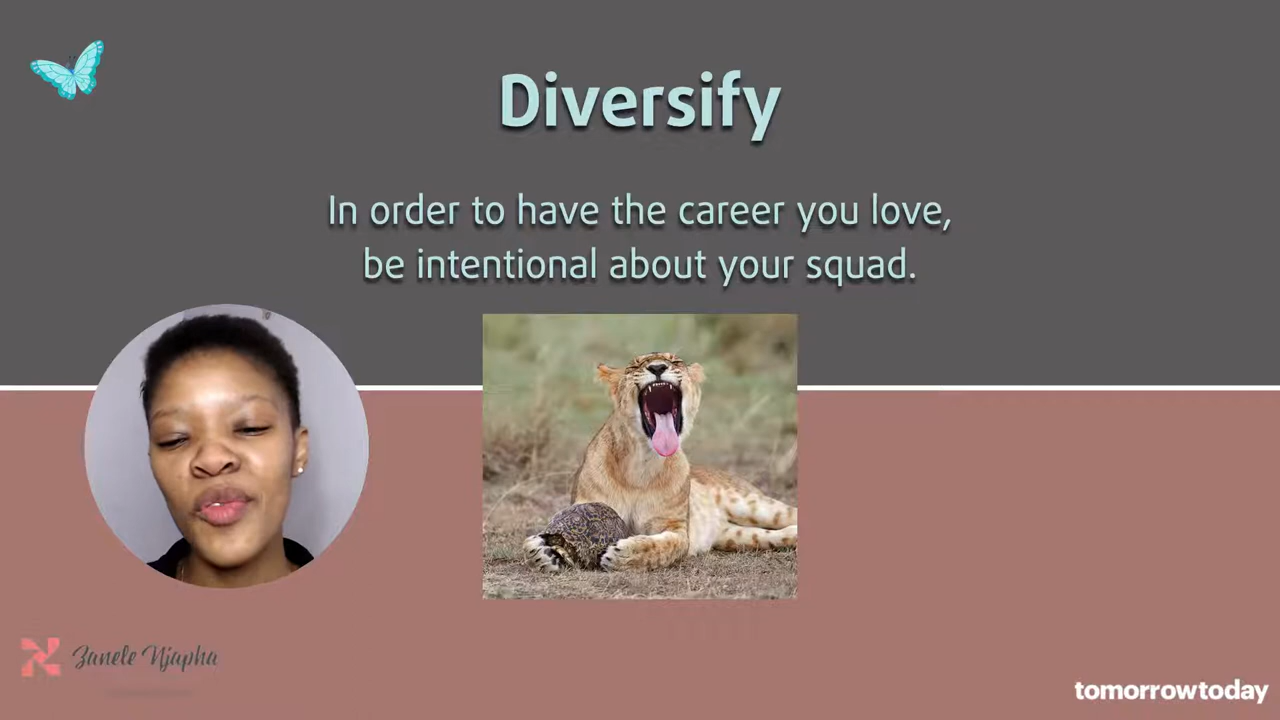 Diversify
In order to have the career you love,
be intentional about your squad.
Zanele Njapha
tomorrowtoday